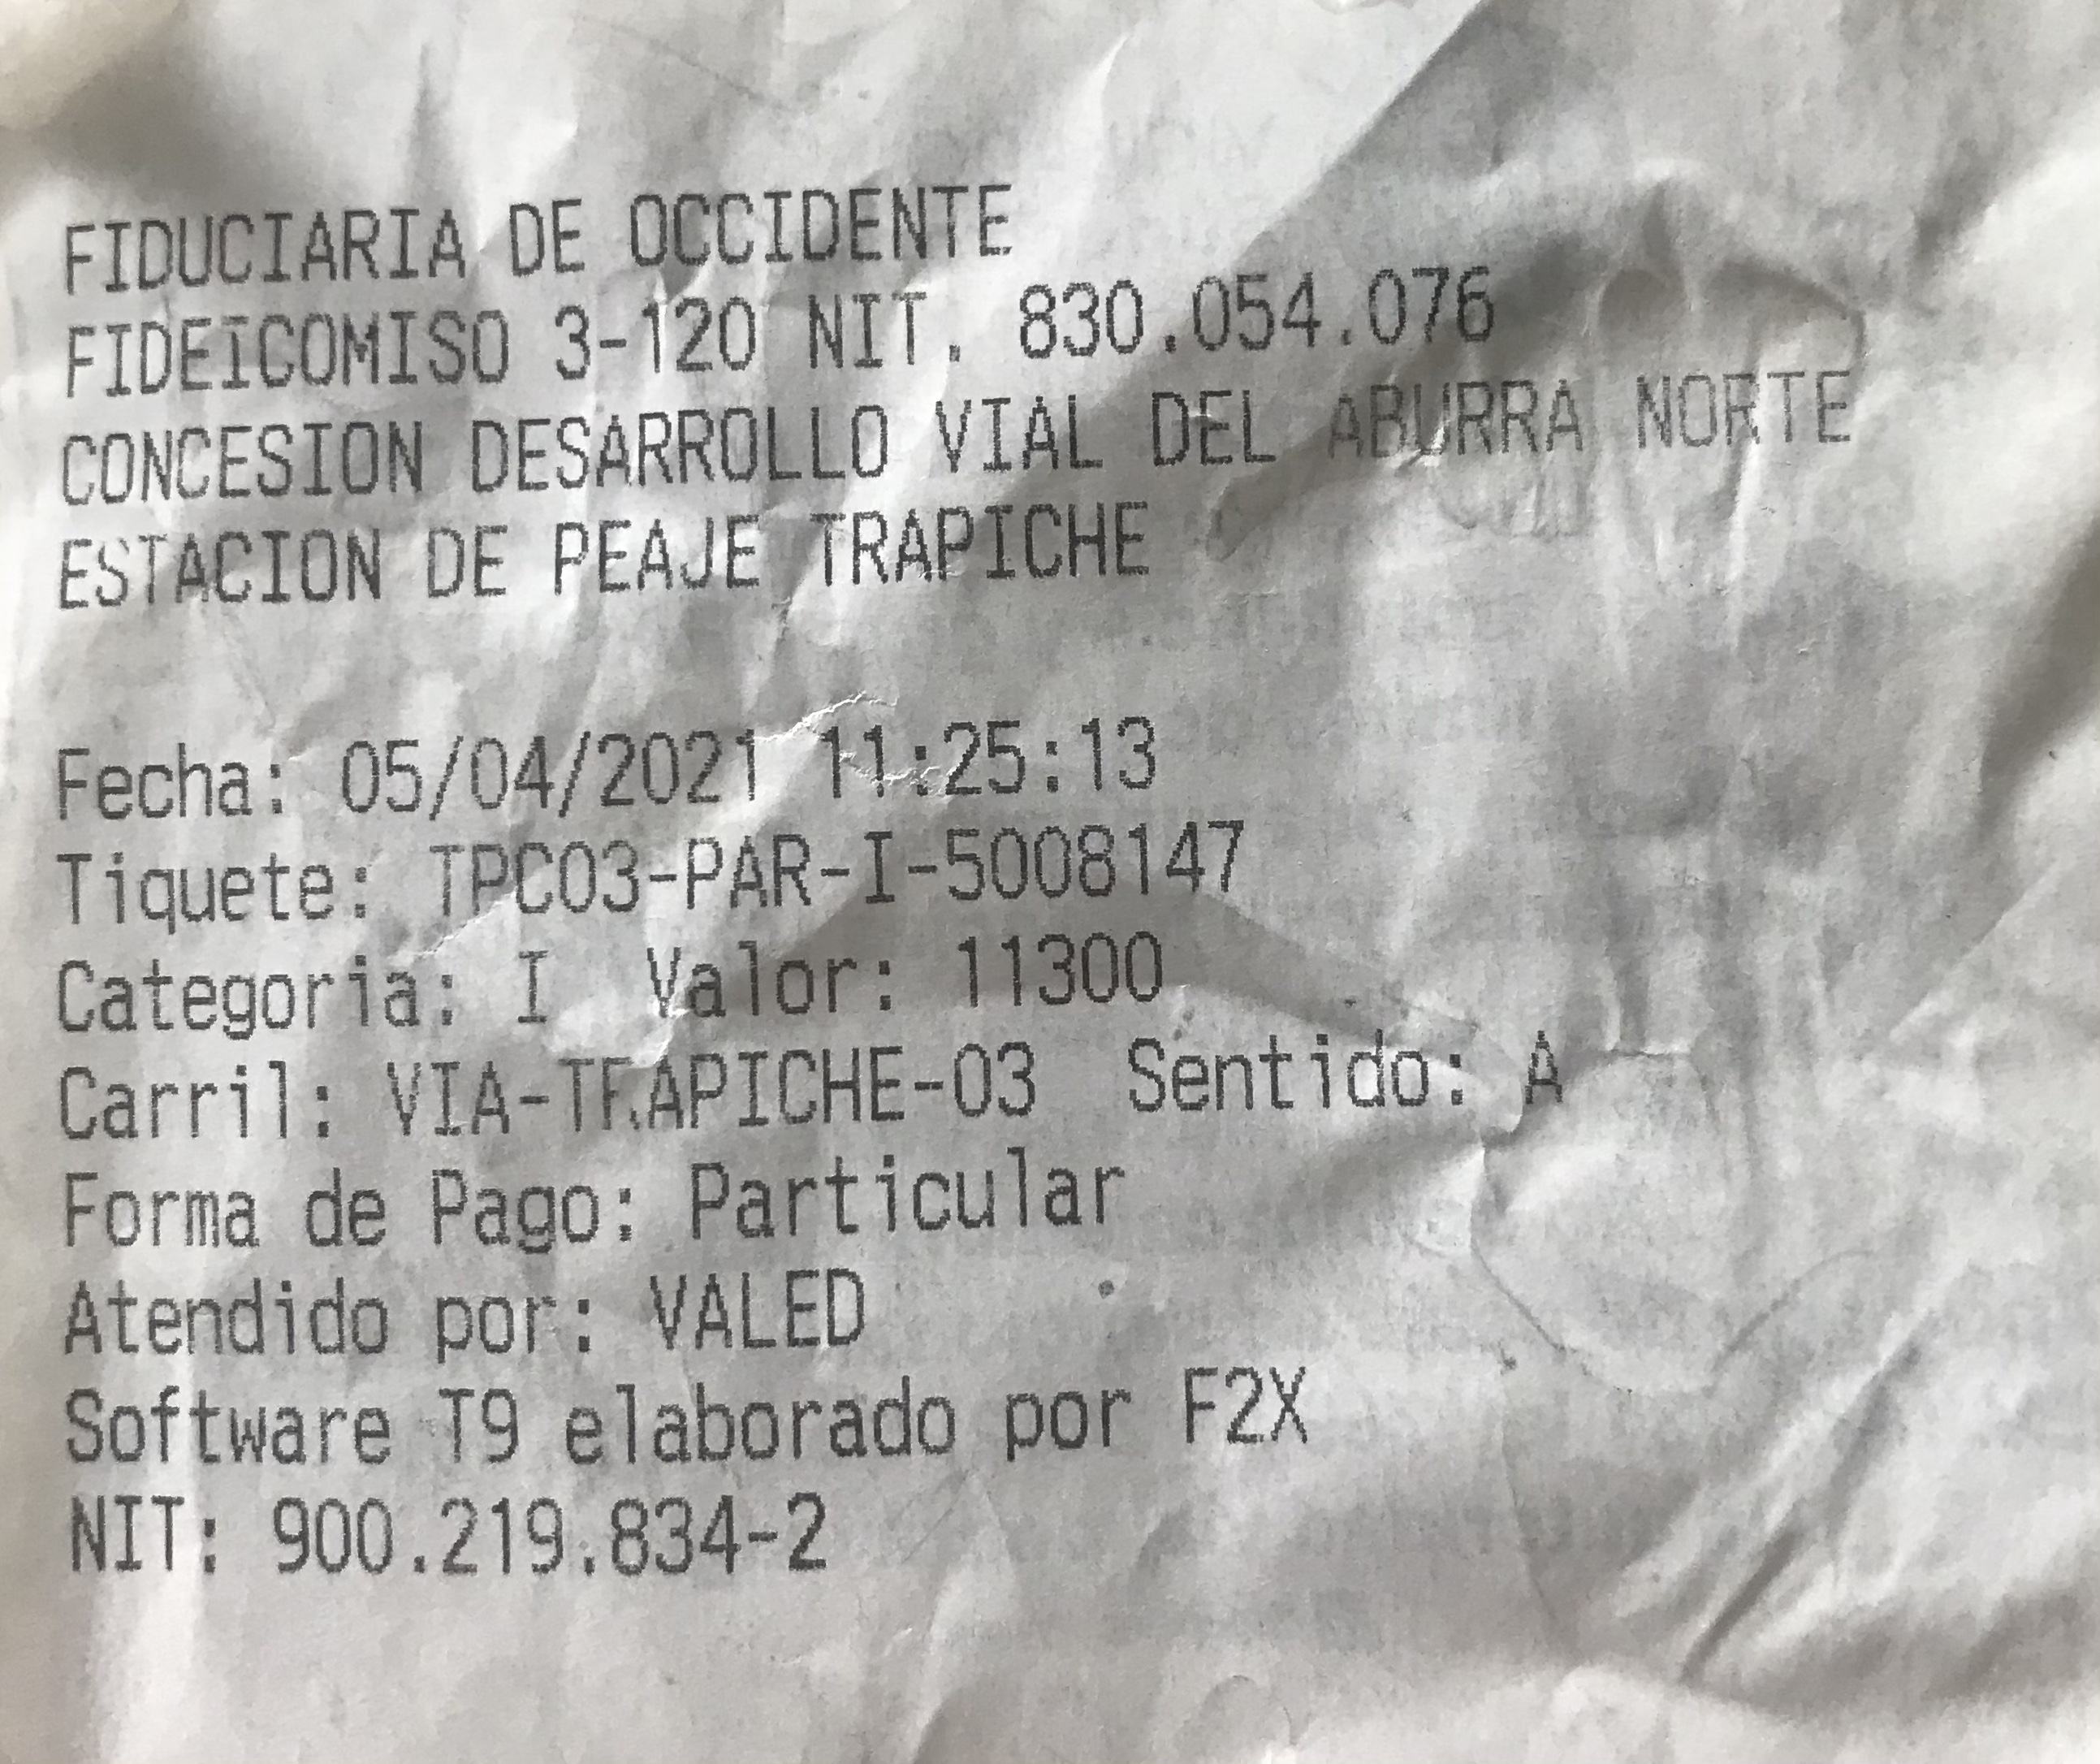 FIDUCIARIA DE OCCIDENTE
FIDEICOMISO 3-120 NIT. 830.054.076
CONCESION DESARROLLO VIAL DEL ABURRA NORTE
ESTACION DE PEAJE TRAPICHE
Fecha: 05/04/2021 11:25:13
Tiquete: TPC03-PAR-I-5008147
Categoria: I Valor: 11300
Carril: VIA-TRAPICHE-03 Sentido: A
Forma de Pago: Particular
Atendido por: VALED
Software T9 elaborado por F2X
NIT: 900.219.834-2